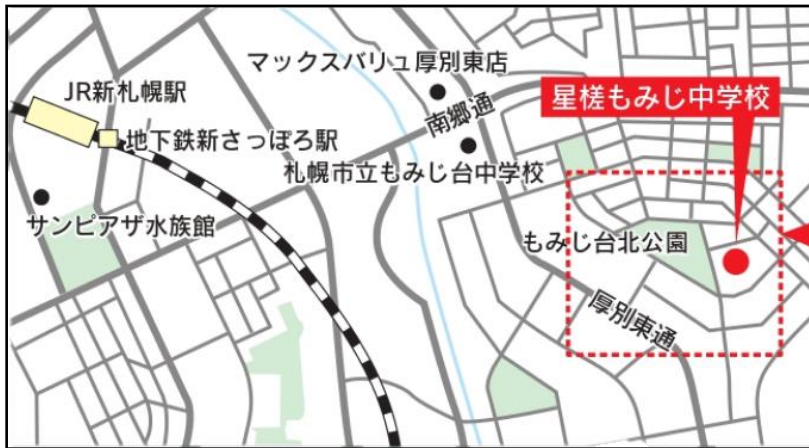 マックスバリュ厚別東店
JR新札幌駅
星槎もみじ中学校
南郷通
地下鉄新さっぽろ駅
札幌市立もみじ台中学校
サンピアザ水族館
もみじ台北公園
厚別東通